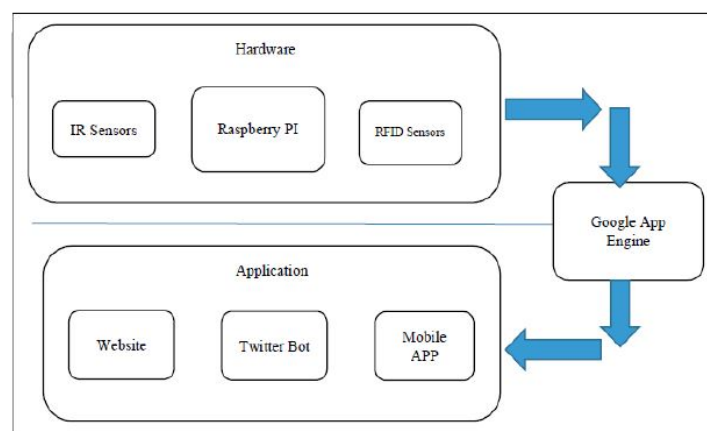 Hardware
IR Sensors
Raspberry PI
RFID Sensors
Google App
Engine
Application
Website
Twitter Bot
Mobile
APP